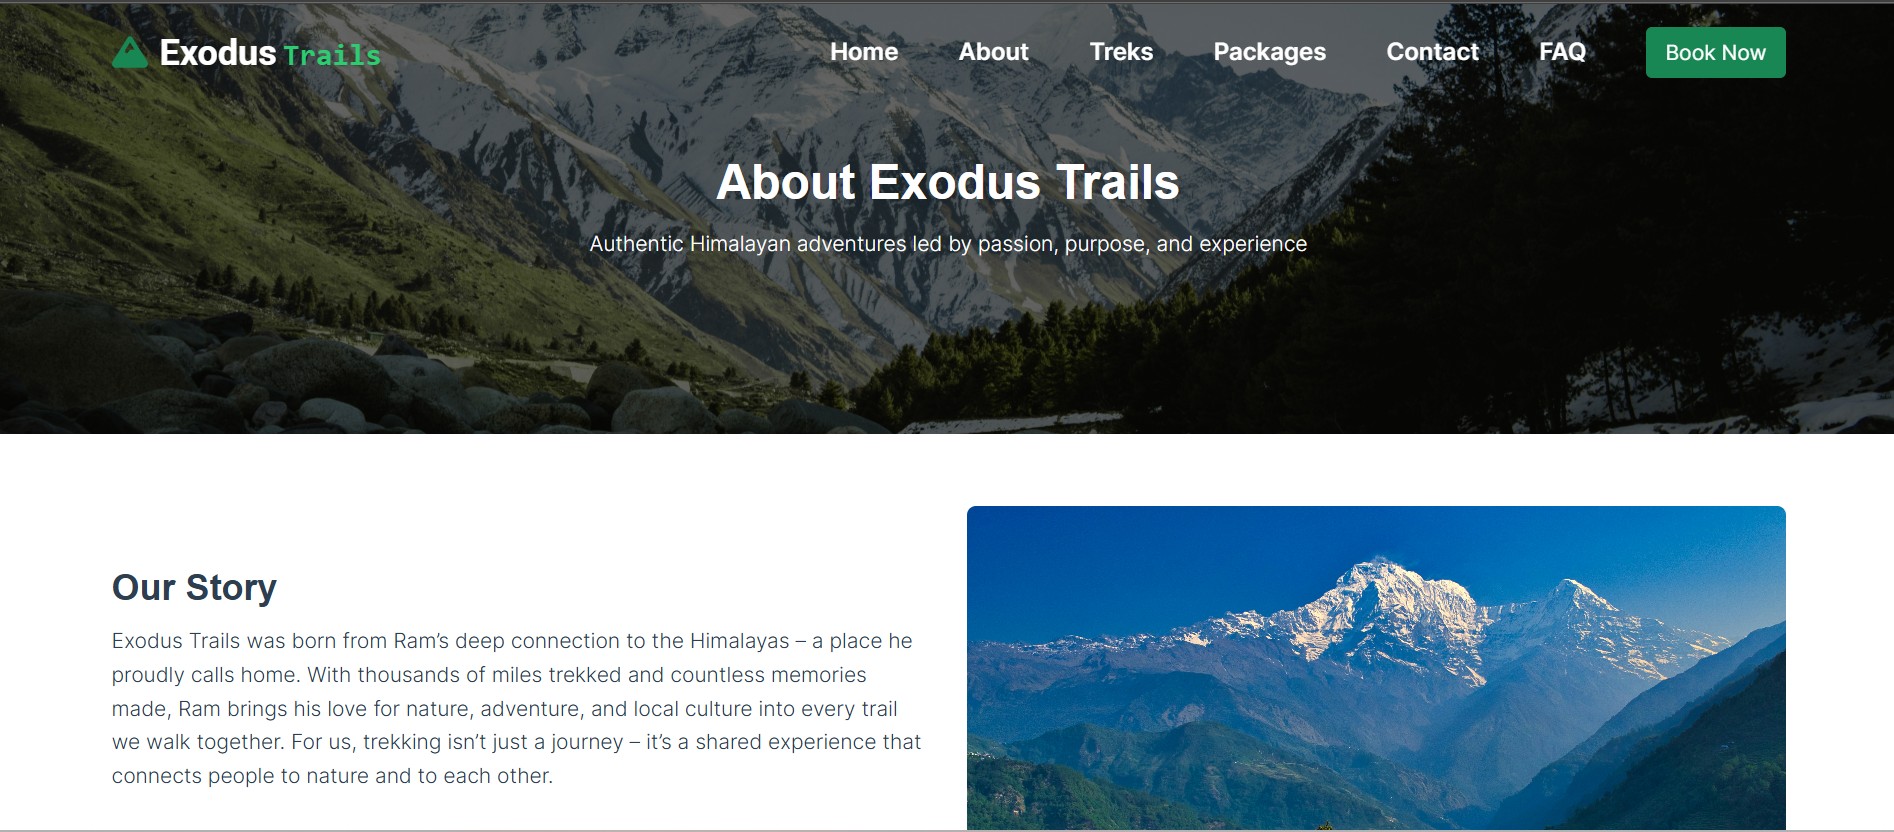 Exodus Trails
Home About Treks Packages Contact FAQ Book Now
About Exodus Trails
Authentic Himalayan adventures led by passion, purpose, and experience
Our Story
Exodus Trails was born from Ram’s deep connection to the Himalayas – a place he
proudly calls home. With thousands of miles trekked and countless memories
made, Ram brings his love for nature, adventure, and local culture into every trail
we walk together. For us, trekking isn’t just a journey – it’s a shared experience that
connects people to nature and to each other.